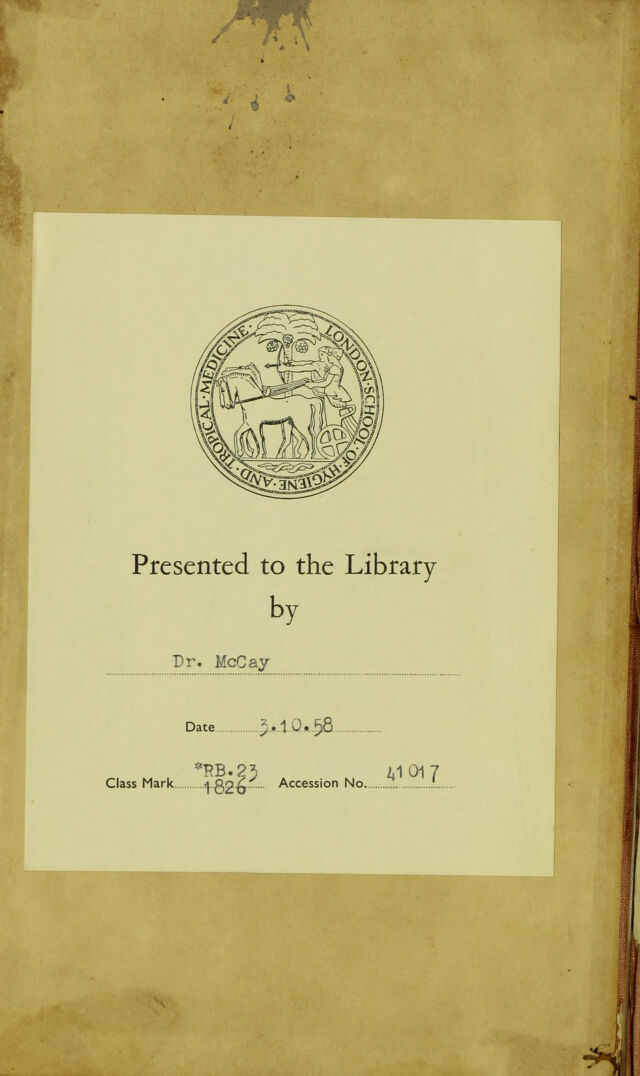 LONDON·SCHOOL·OF·HYGIENE·AND·TROPICAL·MEDICINE·
Presented to the Library
by
Dr. McCay
Date 3.10.58
*RB.23
Class Mark 1826 Accession No. 41017